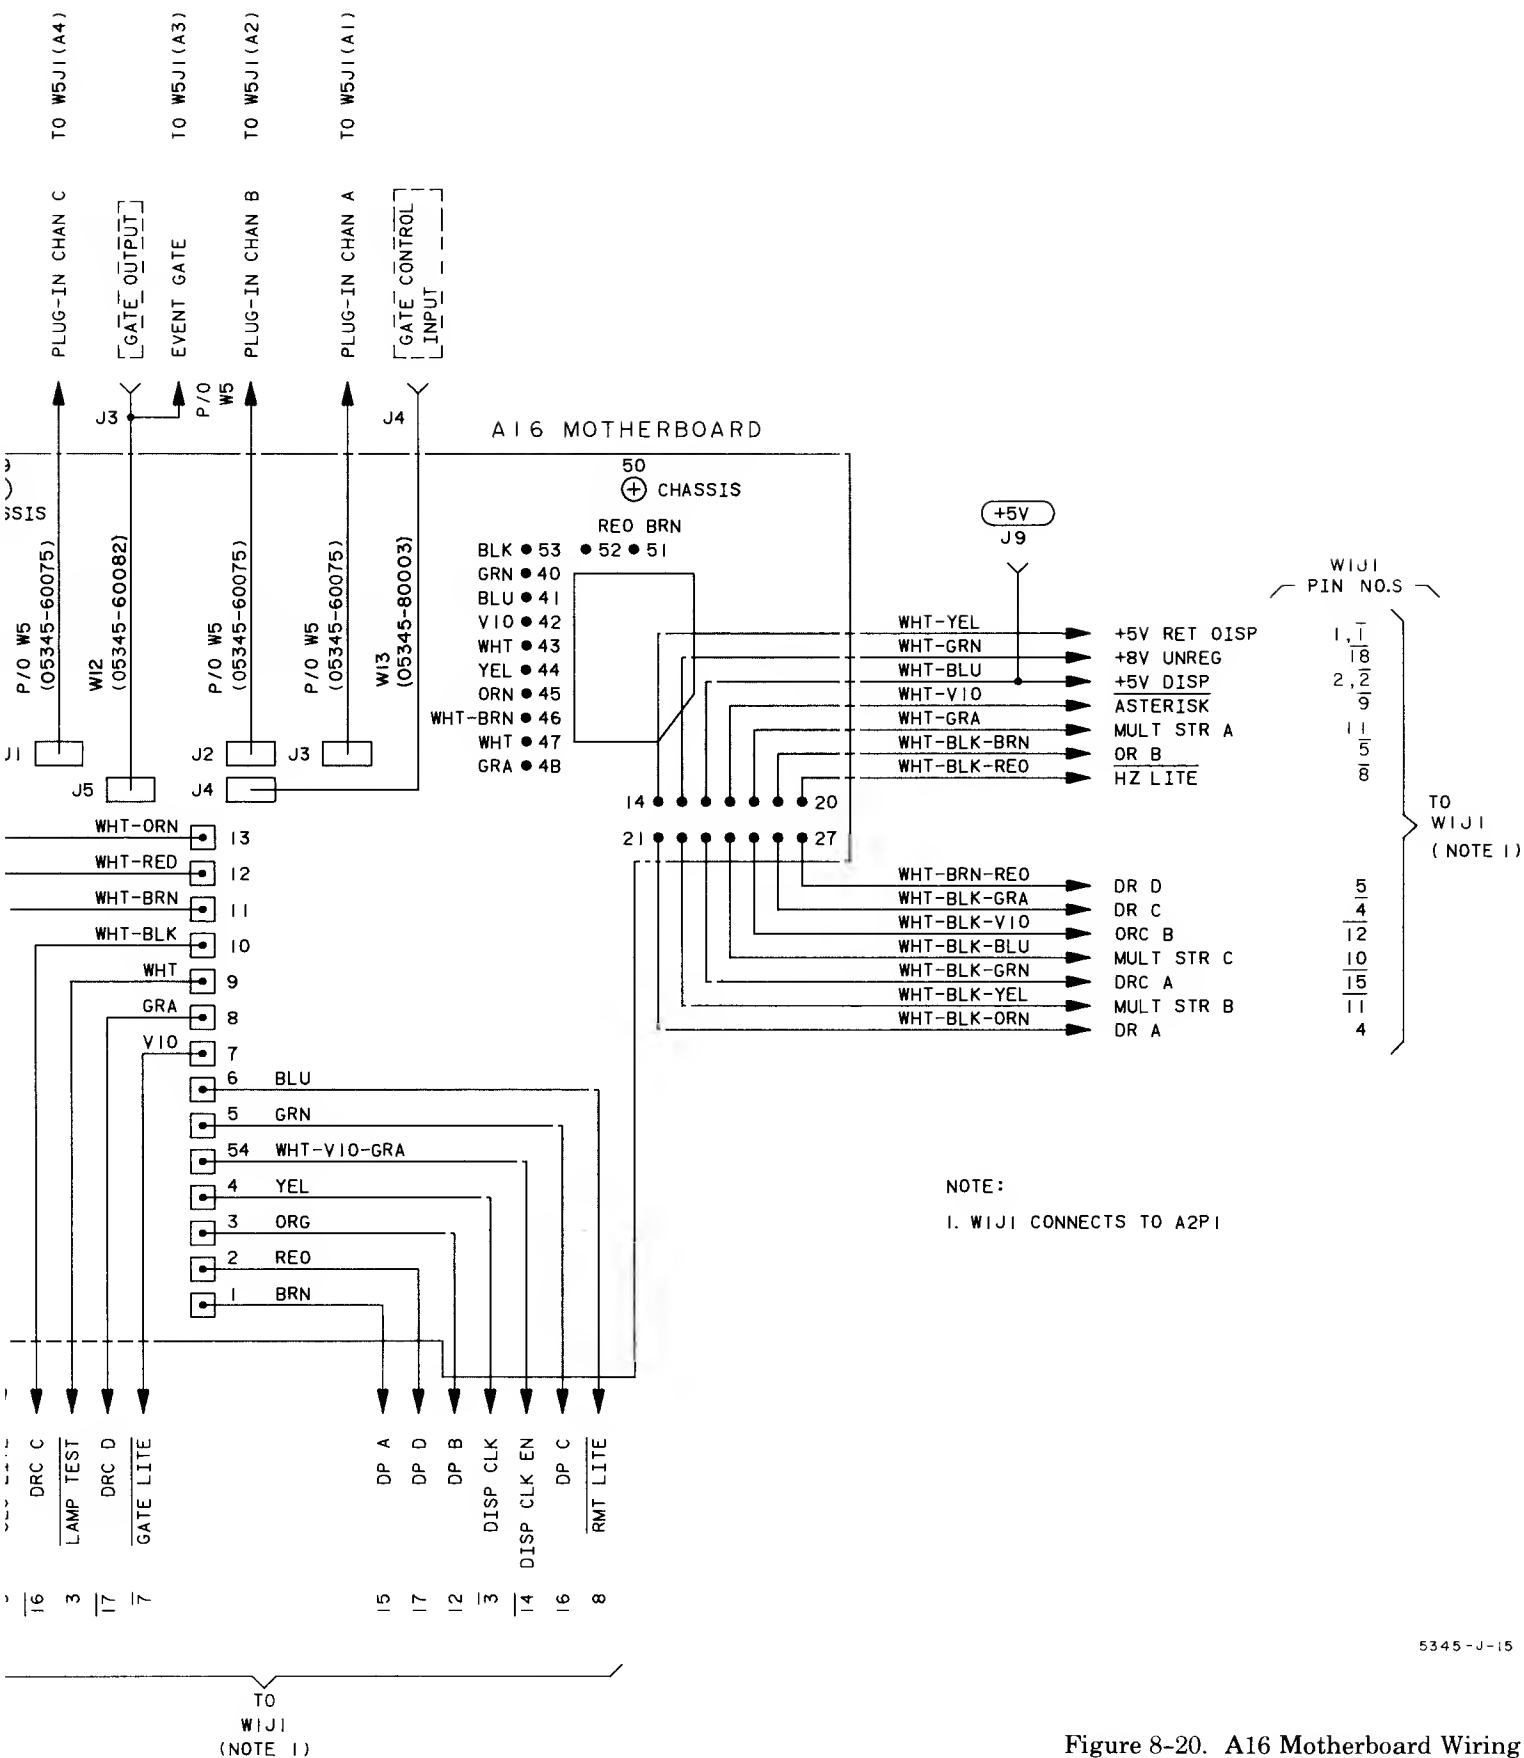 TO W5J1(A4)
TO W5J1(A3)
TO W5J1(A2)
TO W5J1(A1)
PLUG-IN CHAN C
GATE OUTPUT
EVENT GATE
PLUG-IN CHAN B
PLUG-IN CHAN A
GATE CONTROL
INPUT
J3
P/O
W5
J4
A16 MOTHERBOARD
SSIS
P/O W5
(05345-60075)
W12
(05345-60082)
P/O W5
(05345-60075)
P/O W5
(05345-60075)
W13
(05345-80003)
50
CHASSIS
REO BRN
BLK 53 52 51
GRN 40
BLU 41
VIO 42
WHT 43
YEL 44
ORN 45
WHT-BRN 46
WHT 47
GRA 4B
+5V
J9
W1J1
PIN NO.S
WHT-YEL +5V RET OISP 1,1
WHT-GRN +8V UNREG 18
WHT-BLU +5V DISP 2,2
WHT-VIO ASTERISK 9
WHT-GRA MULT STR A 11
WHT-BLK-BRN OR B 5
WHT-BLK-REO HZ LITE 8
J1
J2
J3
J5
J4
14 20
21 27
TO
W1J1
(NOTE 1)
WHT-BRN-REO DR D 5
WHT-BLK-GRA DR C 4
WHT-BLK-VIO ORC B 12
WHT-BLK-BLU MULT STR C 10
WHT-BLK-GRN DRC A 15
WHT-BLK-YEL MULT STR B 11
WHT-BLK-ORN DR A 4
WHT-ORN 13
WHT-RED 12
WHT-BRN 11
WHT-BLK 10
WHT 9
GRA 8
VIO 7
6 BLU
5 GRN
54 WHT-VIO-GRA
4 YEL
3 ORG
2 REO
1 BRN
NOTE:
1. W1J1 CONNECTS TO A2P1
DRC C
LAMP TEST
DRC D
GATE LITE
DP A
DP D
DP B
DISP CLK
DISP CLK EN
DP C
RMT LITE
16
3
17
7
15
17
12
3
14
16
8
TO
W1J1
(NOTE 1)
5345-J-15
Figure 8-20. A16 Motherboard Wiring